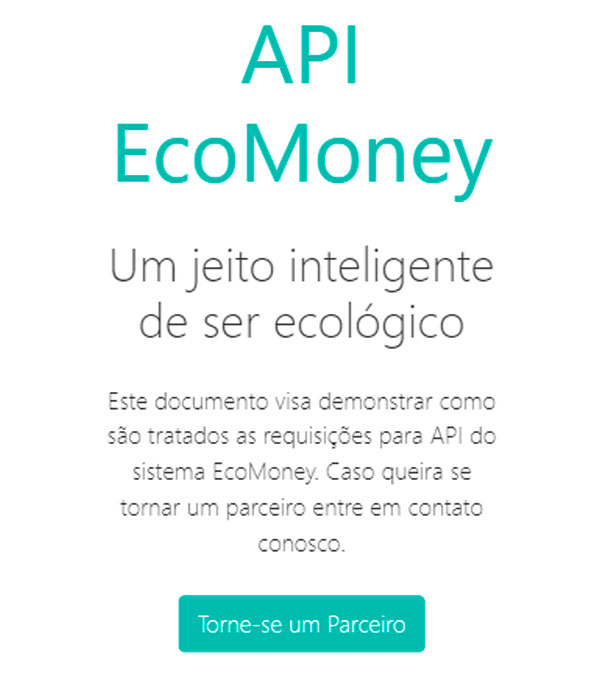 API
EcoMoney
Um jeito inteligente
de ser ecológico
Este documento visa demonstrar como
são tratados as requisições para API do
sistema EcoMoney. Caso queira se
tornar um parceiro entre em contato
conosco.
Torne-se um Parceiro